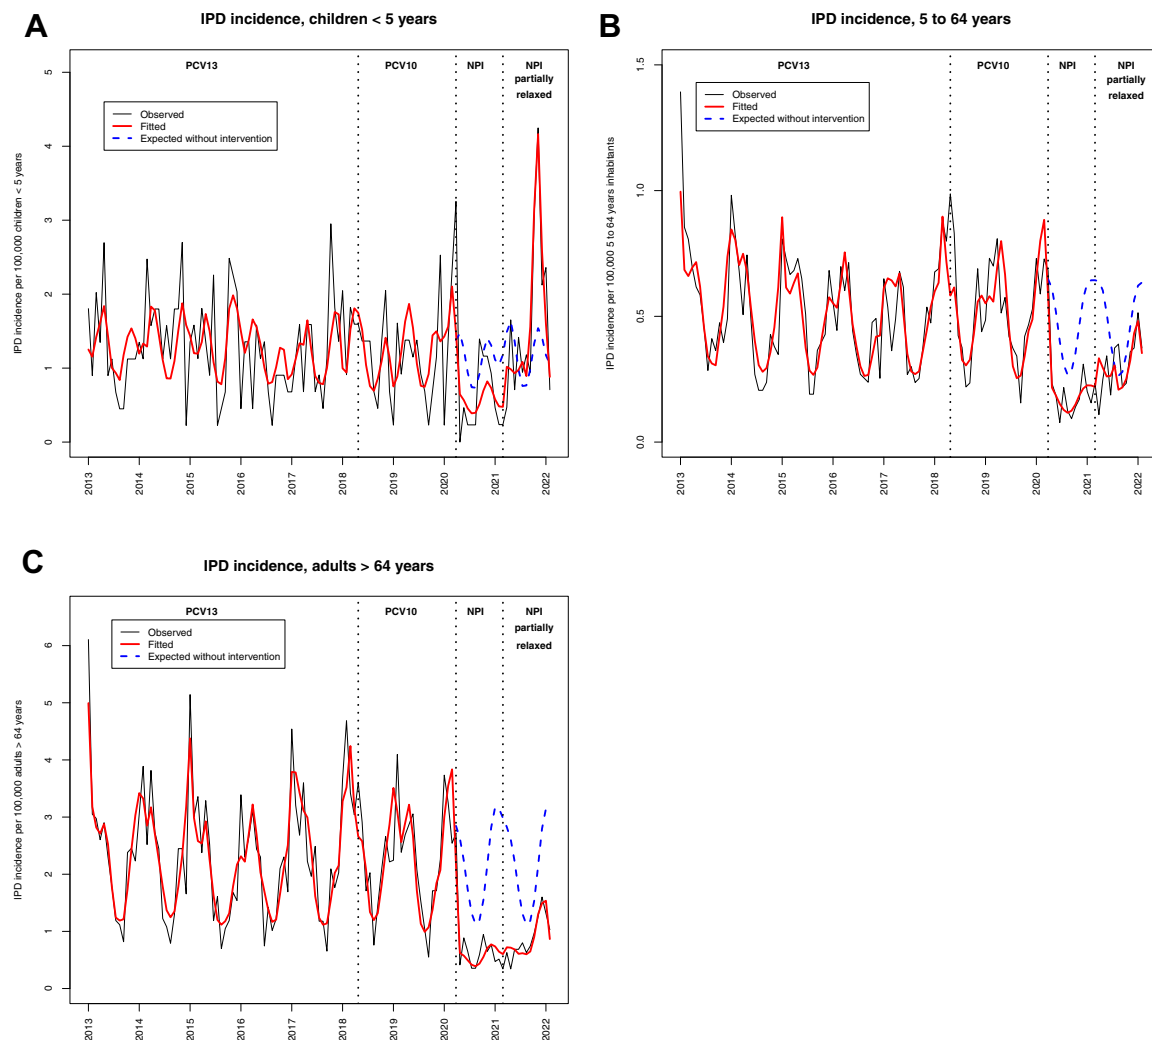 A
IPD incidence, children < 5 years
PCV13
PCV10
NPI
NPI
partially
relaxed
Observed
Fitted
Expected without intervention
IPD incidence per 100,000 children < 5 years
5
4
3
2
1
0
2013
2014
2015
2016
2017
2018
2019
2020
2021
2022
B
IPD incidence, 5 to 64 years
PCV13
PCV10
NPI
NPI
partially
relaxed
Observed
Fitted
Expected without intervention
IPD incidence per 100,000 5 to 64 years inhabitants
1.5
1.0
0.5
0.0
2013
2014
2015
2016
2017
2018
2019
2020
2021
2022
C
IPD incidence, adults > 64 years
PCV13
PCV10
NPI
NPI
partially
relaxed
Observed
Fitted
Expected without intervention
IPD incidence per 100,000 adults > 64 years
6
5
4
3
2
1
0
2013
2014
2015
2016
2017
2018
2019
2020
2021
2022